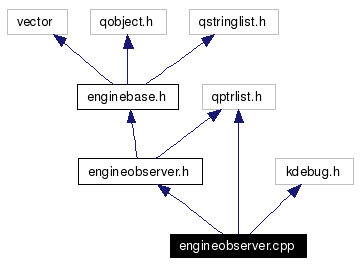 vector
qobject.h
qstringlist.h
enginebase.h
qptrlist.h
engineobserver.h
kdebug.h
engineobserver.cpp